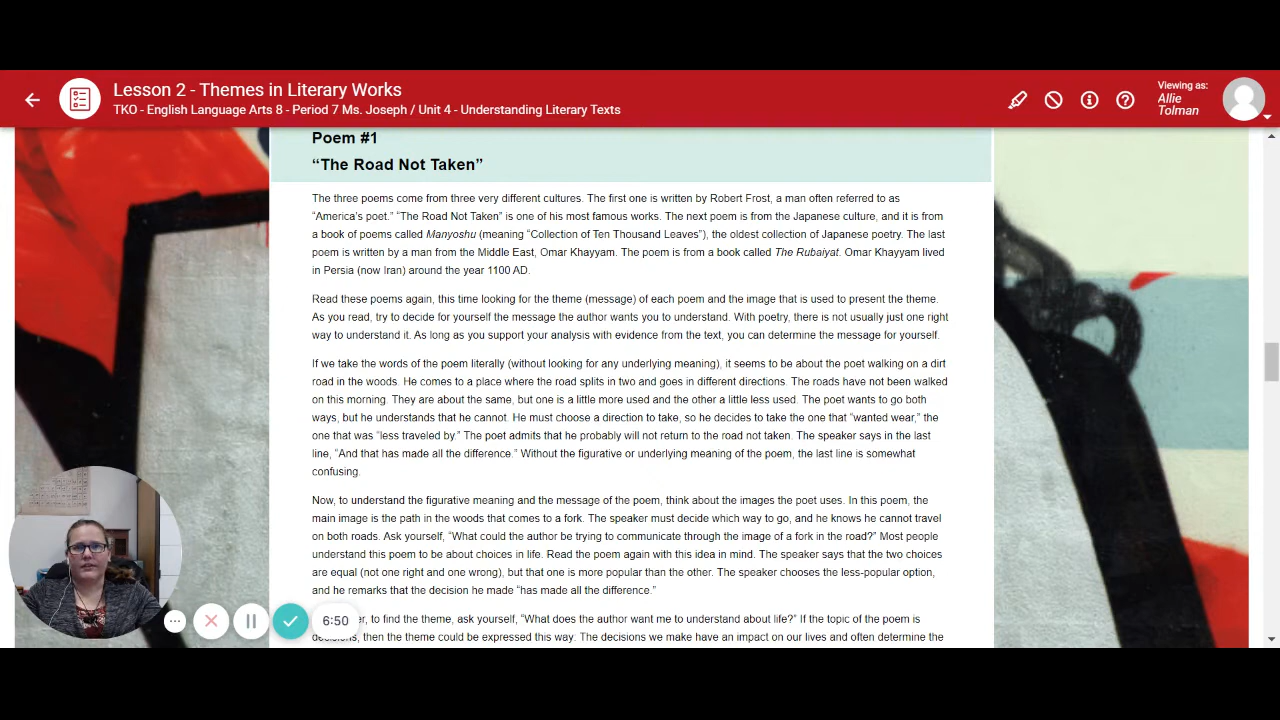 Lesson 2 - Themes in Literary Works
TKO - English Language Arts 8 - Period 7 Ms. Joseph / Unit 4 - Understanding Literary Texts
Viewing as:
Allie
Tolman
Poem #1
“The Road Not Taken”
The three poems come from three very different cultures. The first one is written by Robert Frost, a man often referred to as
“America’s poet.” “The Road Not Taken” is one of his most famous works. The next poem is from the Japanese culture, and it is from
a book of poems called Manyoshu (meaning “Collection of Ten Thousand Leaves”), the oldest collection of Japanese poetry. The last
poem is written by a man from the Middle East, Omar Khayyam. The poem is from a book called The Rubaiyat. Omar Khayyam lived
in Persia (now Iran) around the year 1100 AD.
Read these poems again, this time looking for the theme (message) of each poem and the image that is used to present the theme.
As you read, try to decide for yourself the message the author wants you to understand. With poetry, there is not usually just one right
way to understand it. As long as you support your analysis with evidence from the text, you can determine the message for yourself.
If we take the words of the poem literally (without looking for any underlying meaning), it seems to be about the poet walking on a dirt
road in the woods. He comes to a place where the road splits in two and goes in different directions. The roads have not been walked
on this morning. They are about the same, but one is a little more used and the other a little less used. The poet wants to go both
ways, but he understands that he cannot. He must choose a direction to take, so he decides to take the one that “wanted wear,” the
one that was “less traveled by.” The poet admits that he probably will not return to the road not taken. The speaker says in the last
line, “And that has made all the difference.” Without the figurative or underlying meaning of the poem, the last line is somewhat
confusing.
Now, to understand the figurative meaning and the message of the poem, think about the images the poet uses. In this poem, the
main image is the path in the woods that comes to a fork. The speaker must decide which way to go, and he knows he cannot travel
on both roads. Ask yourself, “What could the author be trying to communicate through the image of a fork in the road?” Most people
understand this poem to be about choices in life. Read the poem again with this idea in mind. The speaker says that the two choices
are equal (not one right and one wrong), but that one is more popular than the other. The speaker chooses the less-popular option,
and he remarks that the decision he made “has made all the difference.”
to find the theme, ask yourself, “What does the author want me to understand about life?” If the topic of the poem is
then the theme could be expressed this way: The decisions we make have an impact on our lives and often determine the
6:50